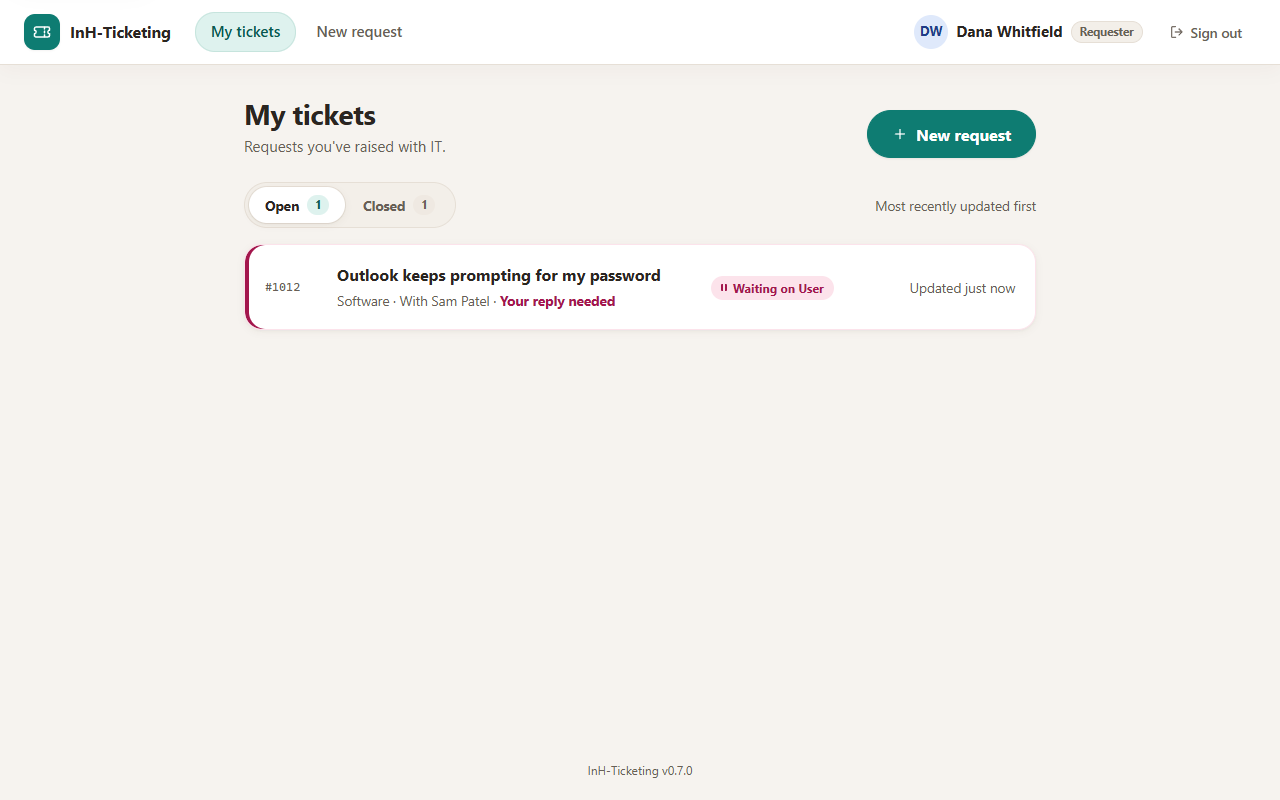 InH-Ticketing
My tickets
New request
DW
Dana Whitfield
Requester
Sign out
My tickets
Requests you've raised with IT.
+ New request
Open 1
Closed 1
Most recently updated first
#1012
Outlook keeps prompting for my password
Software · With Sam Patel · Your reply needed
Waiting on User
Updated just now
InH-Ticketing v0.7.0